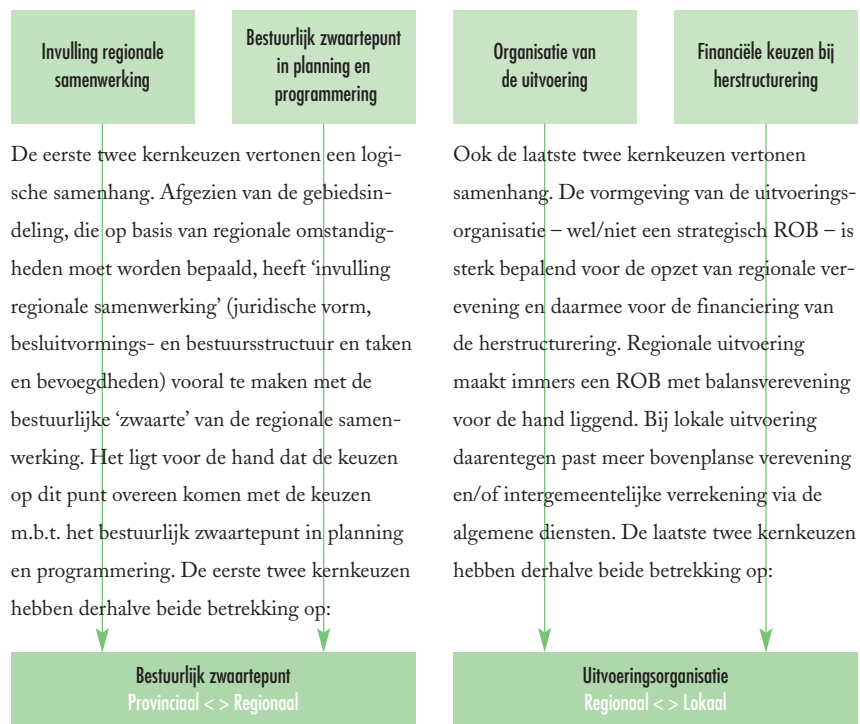 Invulling regionale
samenwerking
Bestuurlijk zwaartepunt
in planning en
programmering
De eerste twee kernkeuzen vertonen een logi-
sche samenhang. Afgezien van de gebiedsin-
deling, die op basis van regionale omstandig-
heden moet worden bepaald, heeft ‘invulling
regionale samenwerking’ (juridische vorm,
besluitvormings- en bestuursstructuur en taken
en bevoegdheden) vooral te maken met de
bestuurlijke ‘zwaarte’ van de regionale samen-
werking. Het ligt voor de hand dat de keuzen
op dit punt overeen komen met de keuzen
m.b.t. het bestuurlijk zwaartepunt in planning
en programmering. De eerste twee kernkeuzen
hebben derhalve beide betrekking op:
Bestuurlijk zwaartepunt
Provinciaal < > Regionaal
Organisatie van
de uitvoering
Financiële keuzen bij
herstructurering
Ook de laatste twee kernkeuzen vertonen
samenhang. De vormgeving van de uitvoerings-
organisatie – wel/niet een strategisch ROB – is
sterk bepalend voor de opzet van regionale ver-
evening en daarmee voor de financiering van
de herstructurering. Regionale uitvoering
maakt immers een ROB met balansverevening
voor de hand liggend. Bij lokale uitvoering
daarentegen past meer bovenplanse verevening
en/of intergemeentelijke verrekening via de
algemene diensten. De laatste twee kernkeuzen
hebben derhalve beide betrekking op:
Uitvoeringsorganisatie
Regionaal < > Lokaal